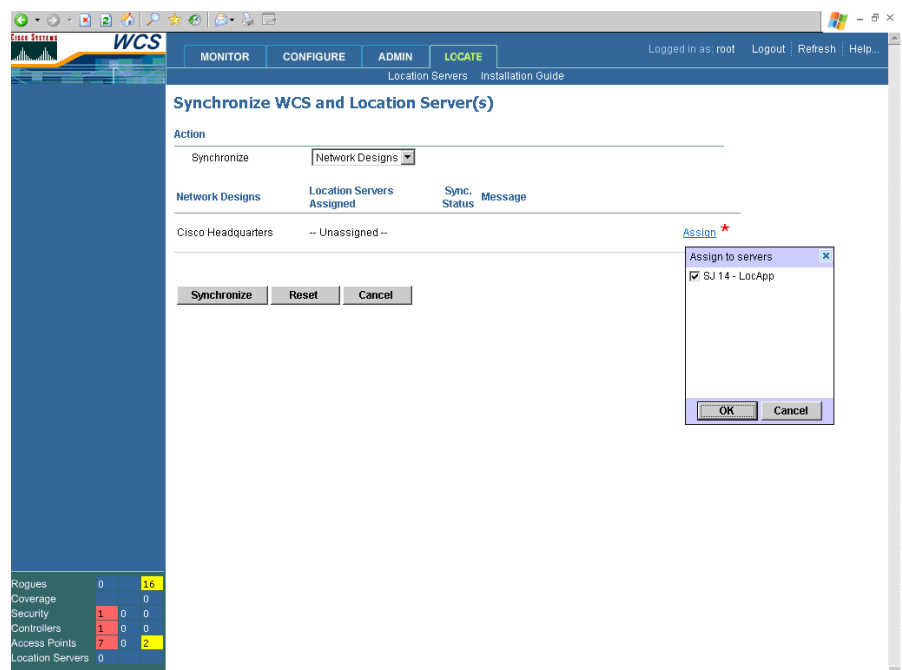 Cisco Systems
WCS
MONITOR CONFIGURE ADMIN LOCATE
Logged in as: root Logout Refresh Help...
Location Servers Installation Guide
Synchronize WCS and Location Server(s)
Action
Synchronize Network Designs
Network Designs Location Servers Assigned Sync. Status Message
Cisco Headquarters -- Unassigned -- Assign *
Assign to servers
SJ 14 - LocApp
OK Cancel
Synchronize Reset Cancel
Rogues 0 16
Coverage 0
Security 1 0 0
Controllers 1 0 0
Access Points 7 0 2
Location Servers 0